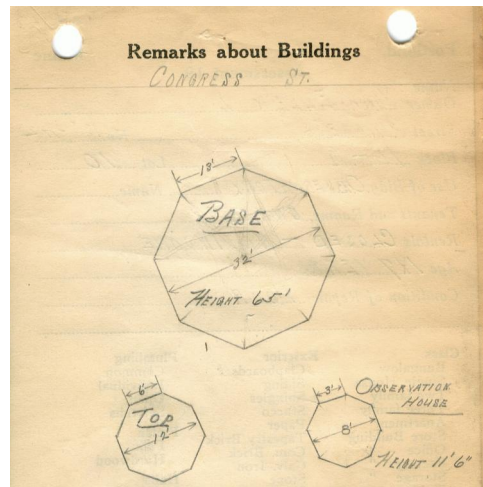 Remarks about Buildings
CONGRESS ST.
13'
BASE
32'
HEIGHT 65'
6'
TOP
12'
3'
OBSERVATION
HOUSE
8'
HEIGHT 11' 6"